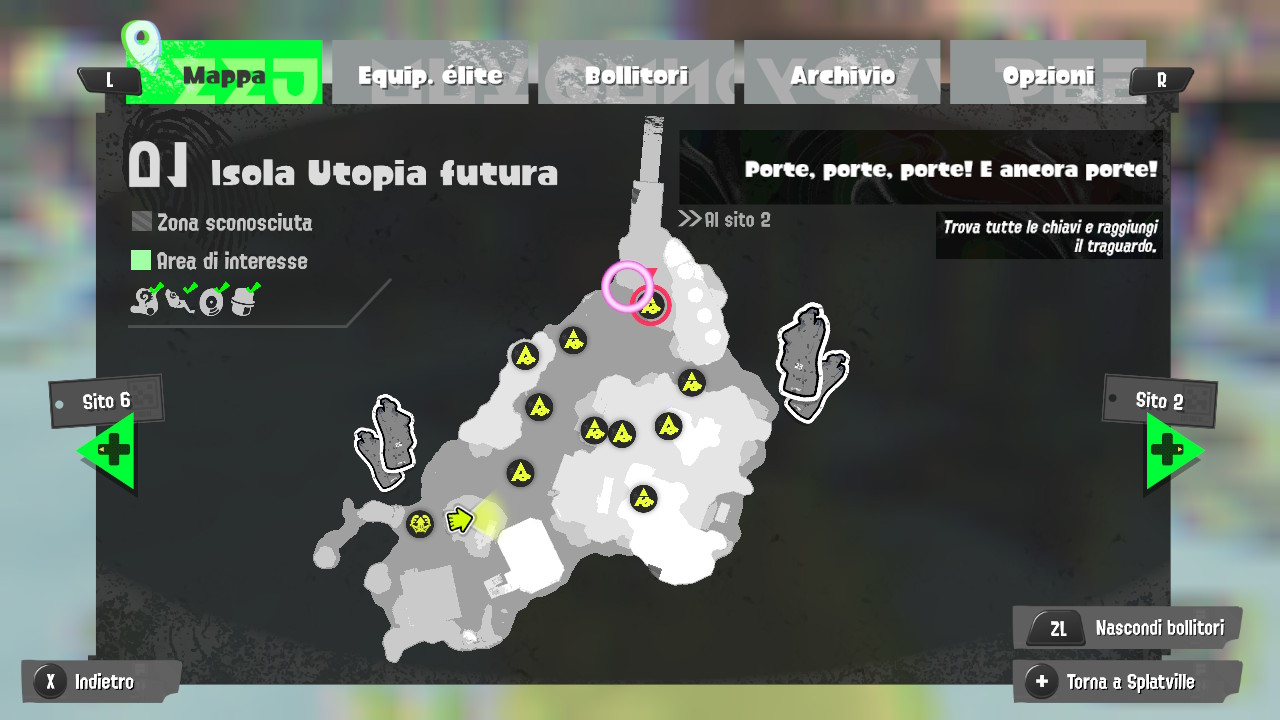 L
Mappa
Equip. élite
Bollitori
Archivio
Opzioni
R
01 Isola Utopia futura
Porte, porte, porte! E ancora porte!
Zona sconosciuta
Al sito 2
Trova tutte le chiavi e raggiungi
il traguardo.
Area di interesse
Sito 6
Sito 2
ZL Nascondi bollitori
X Indietro
+ Torna a Splatville